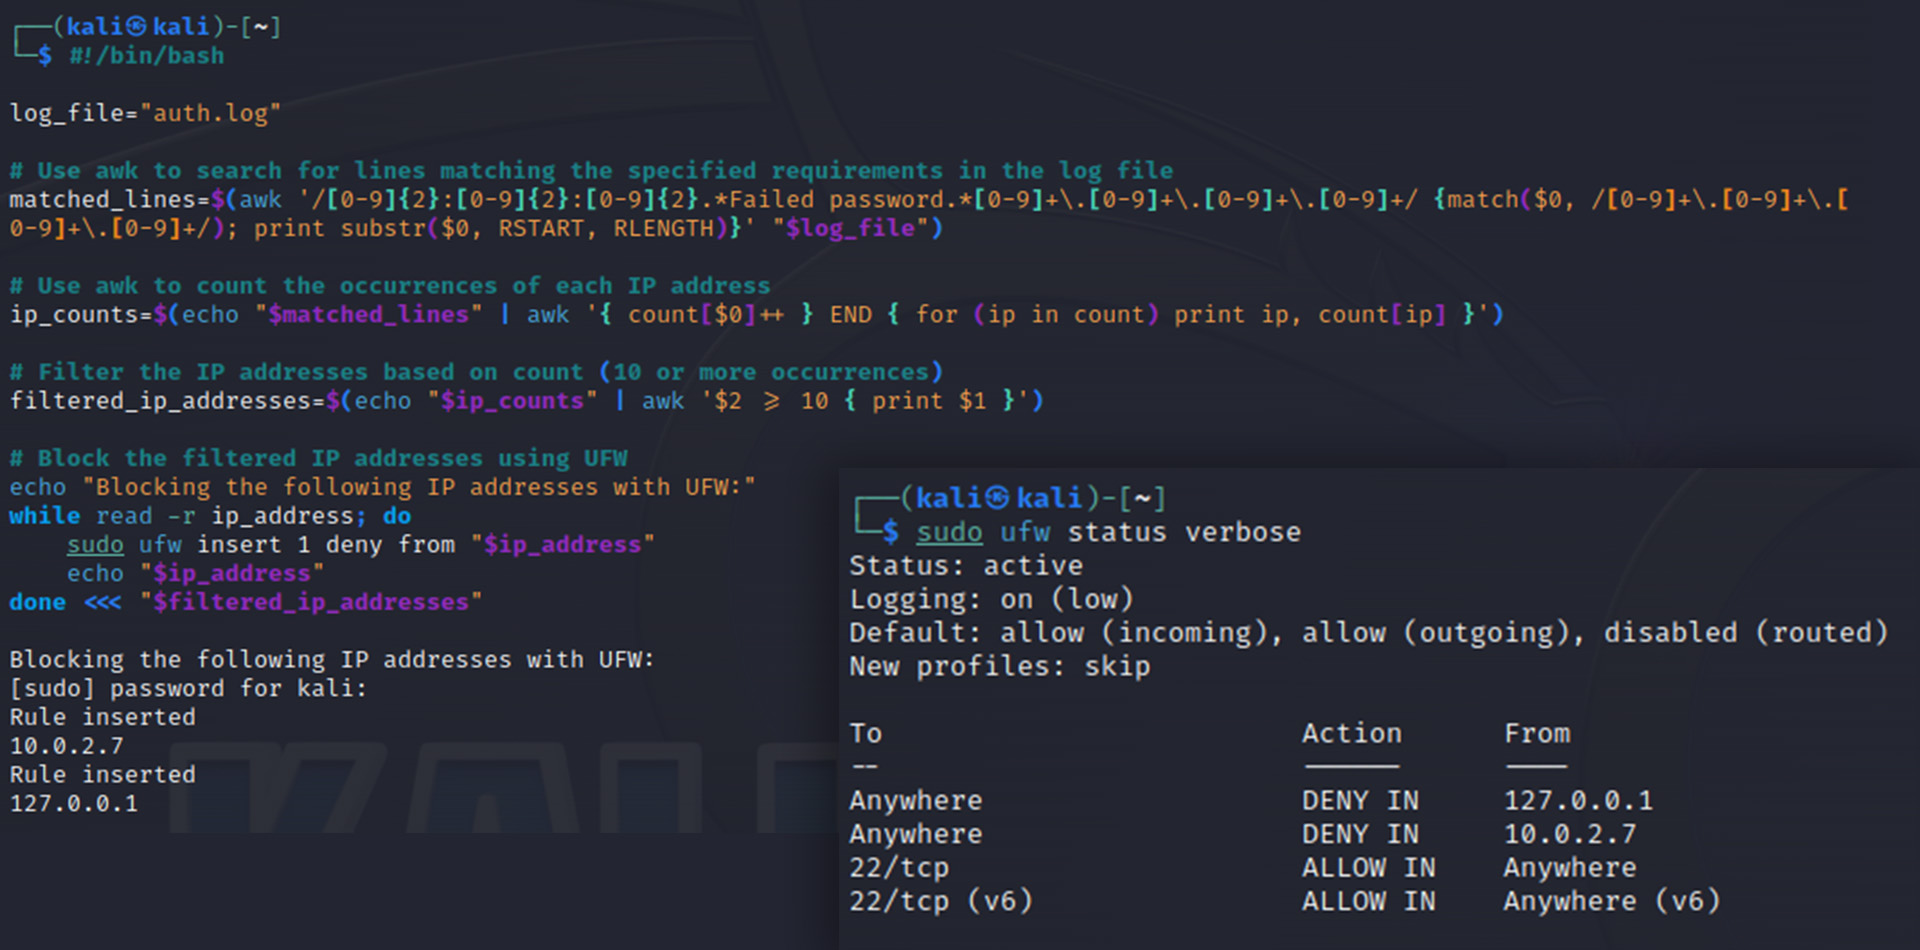 ┌──(kali㉿kali)-[~]
└─$ #!/bin/bash

log_file="auth.log"

# Use awk to search for lines matching the specified requirements in the log file
matched_lines=$(awk '/[0-9]{2}:[0-9]{2}:[0-9]{2}.*Failed password.*[0-9]+\.[0-9]+\.[0-9]+\.[0-9]+/ {match($0, /[0-9]+\.[0-9]+\.[
0-9]+\.[0-9]+/); print substr($0, RSTART, RLENGTH)}' "$log_file")

# Use awk to count the occurrences of each IP address
ip_counts=$(echo "$matched_lines" | awk '{ count[$0]++ } END { for (ip in count) print ip, count[ip] }')

# Filter the IP addresses based on count (10 or more occurrences)
filtered_ip_addresses=$(echo "$ip_counts" | awk '$2 >= 10 { print $1 }')

# Block the filtered IP addresses using UFW
echo "Blocking the following IP addresses with UFW:"
while read -r ip_address; do
    sudo ufw insert 1 deny from "$ip_address"
    echo "$ip_address"
done <<< "$filtered_ip_addresses"

Blocking the following IP addresses with UFW:
[sudo] password for kali:
Rule inserted
10.0.2.7
Rule inserted
127.0.0.1

┌──(kali㉿kali)-[~]
└─$ sudo ufw status verbose
Status: active
Logging: on (low)
Default: allow (incoming), allow (outgoing), disabled (routed)
New profiles: skip

To                         Action      From
--                         ------      ----
Anywhere                   DENY IN     127.0.0.1
Anywhere                   DENY IN     10.0.2.7
22/tcp                     ALLOW IN    Anywhere
22/tcp (v6)                ALLOW IN    Anywhere (v6)